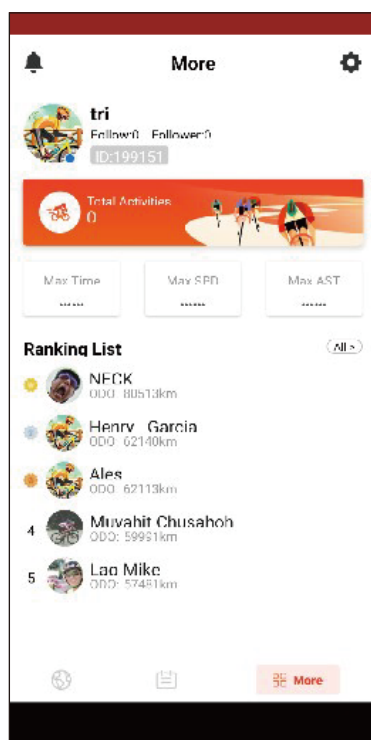 More
tri
Follow:0 Follower:0
ID:199151
Total Activities
0
Max Time
Max SPD
Max AST
......
......
......
Ranking List
All >
NECK
ODO: 80513km
Henry Garcia
ODO: 62140km
Ales
ODO: 62113km
4
Muvahit Chusahoh
ODO: 59991km
5
Lao Mike
ODO: 57481km
More